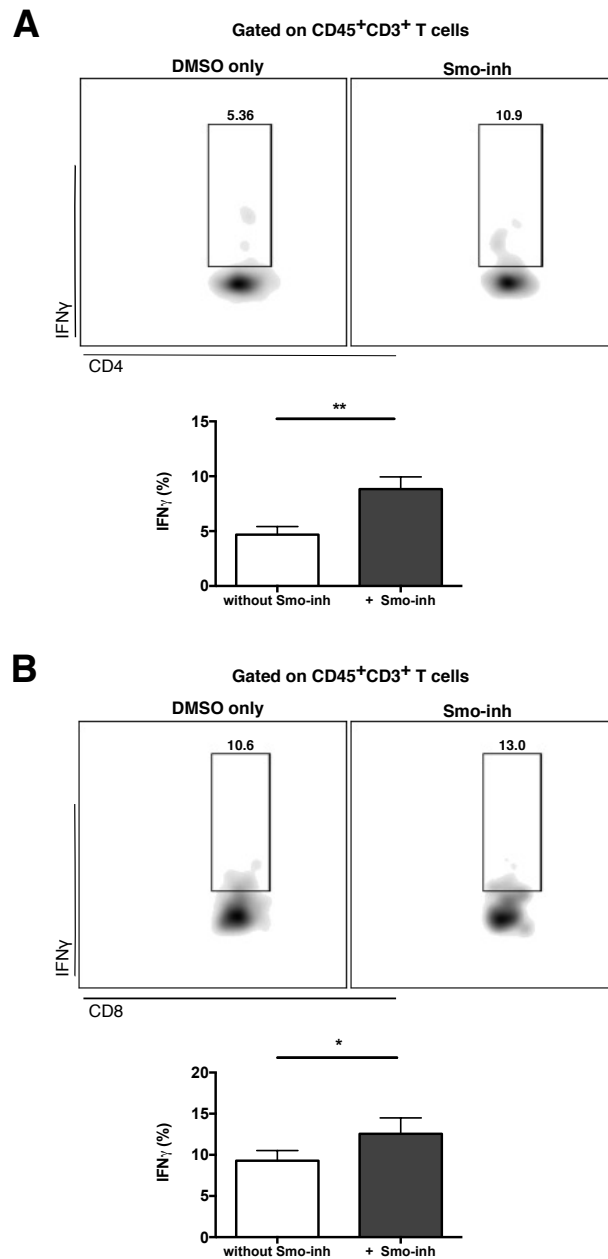 A
Gated on CD45+CD3+ T cells
DMSO only Smo-inh
5.36 10.9
IFNγ
CD4
**
15
10
5
0
IFNγ (%)
without Smo-inh + Smo-inh
B
Gated on CD45+CD3+ T cells
DMSO only Smo-inh
10.6 13.0
IFNγ
CD8
*
20
15
10
5
0
IFNγ (%)
without Smo-inh + Smo-inh